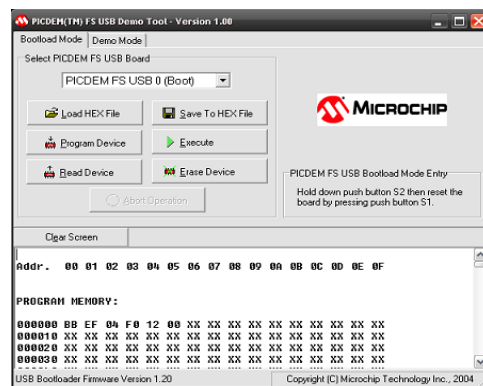 PICDEM(TM) FS USB Demo Tool - Version 1.00
Bootload Mode Demo Mode
Select PICDEM FS USB Board
PICDEM FS USB 0 (Boot)
Load HEX File Save To HEX File
Program Device Execute
Read Device Erase Device
Abort Operation
MICROCHIP
PICDEM FS USB Bootload Mode Entry
Hold down push button S2 then reset the
board by pressing push button S1.
Clear Screen
Addr. 00 01 02 03 04 05 06 07 08 09 0A 0B 0C 0D 0E 0F
PROGRAM MEMORY:
000000 BB EF 04 F0 12 00 XX XX XX XX XX XX XX XX XX XX
000010 XX XX XX XX XX XX XX XX XX XX XX XX XX XX XX XX
000020 XX XX XX XX XX XX XX XX XX XX XX XX XX XX XX XX
000030 XX XX XX XX XX XX XX XX XX XX XX XX XX XX XX XX
USB Bootloader Firmware Version 1.20 Copyright (C) Microchip Technology Inc., 2004